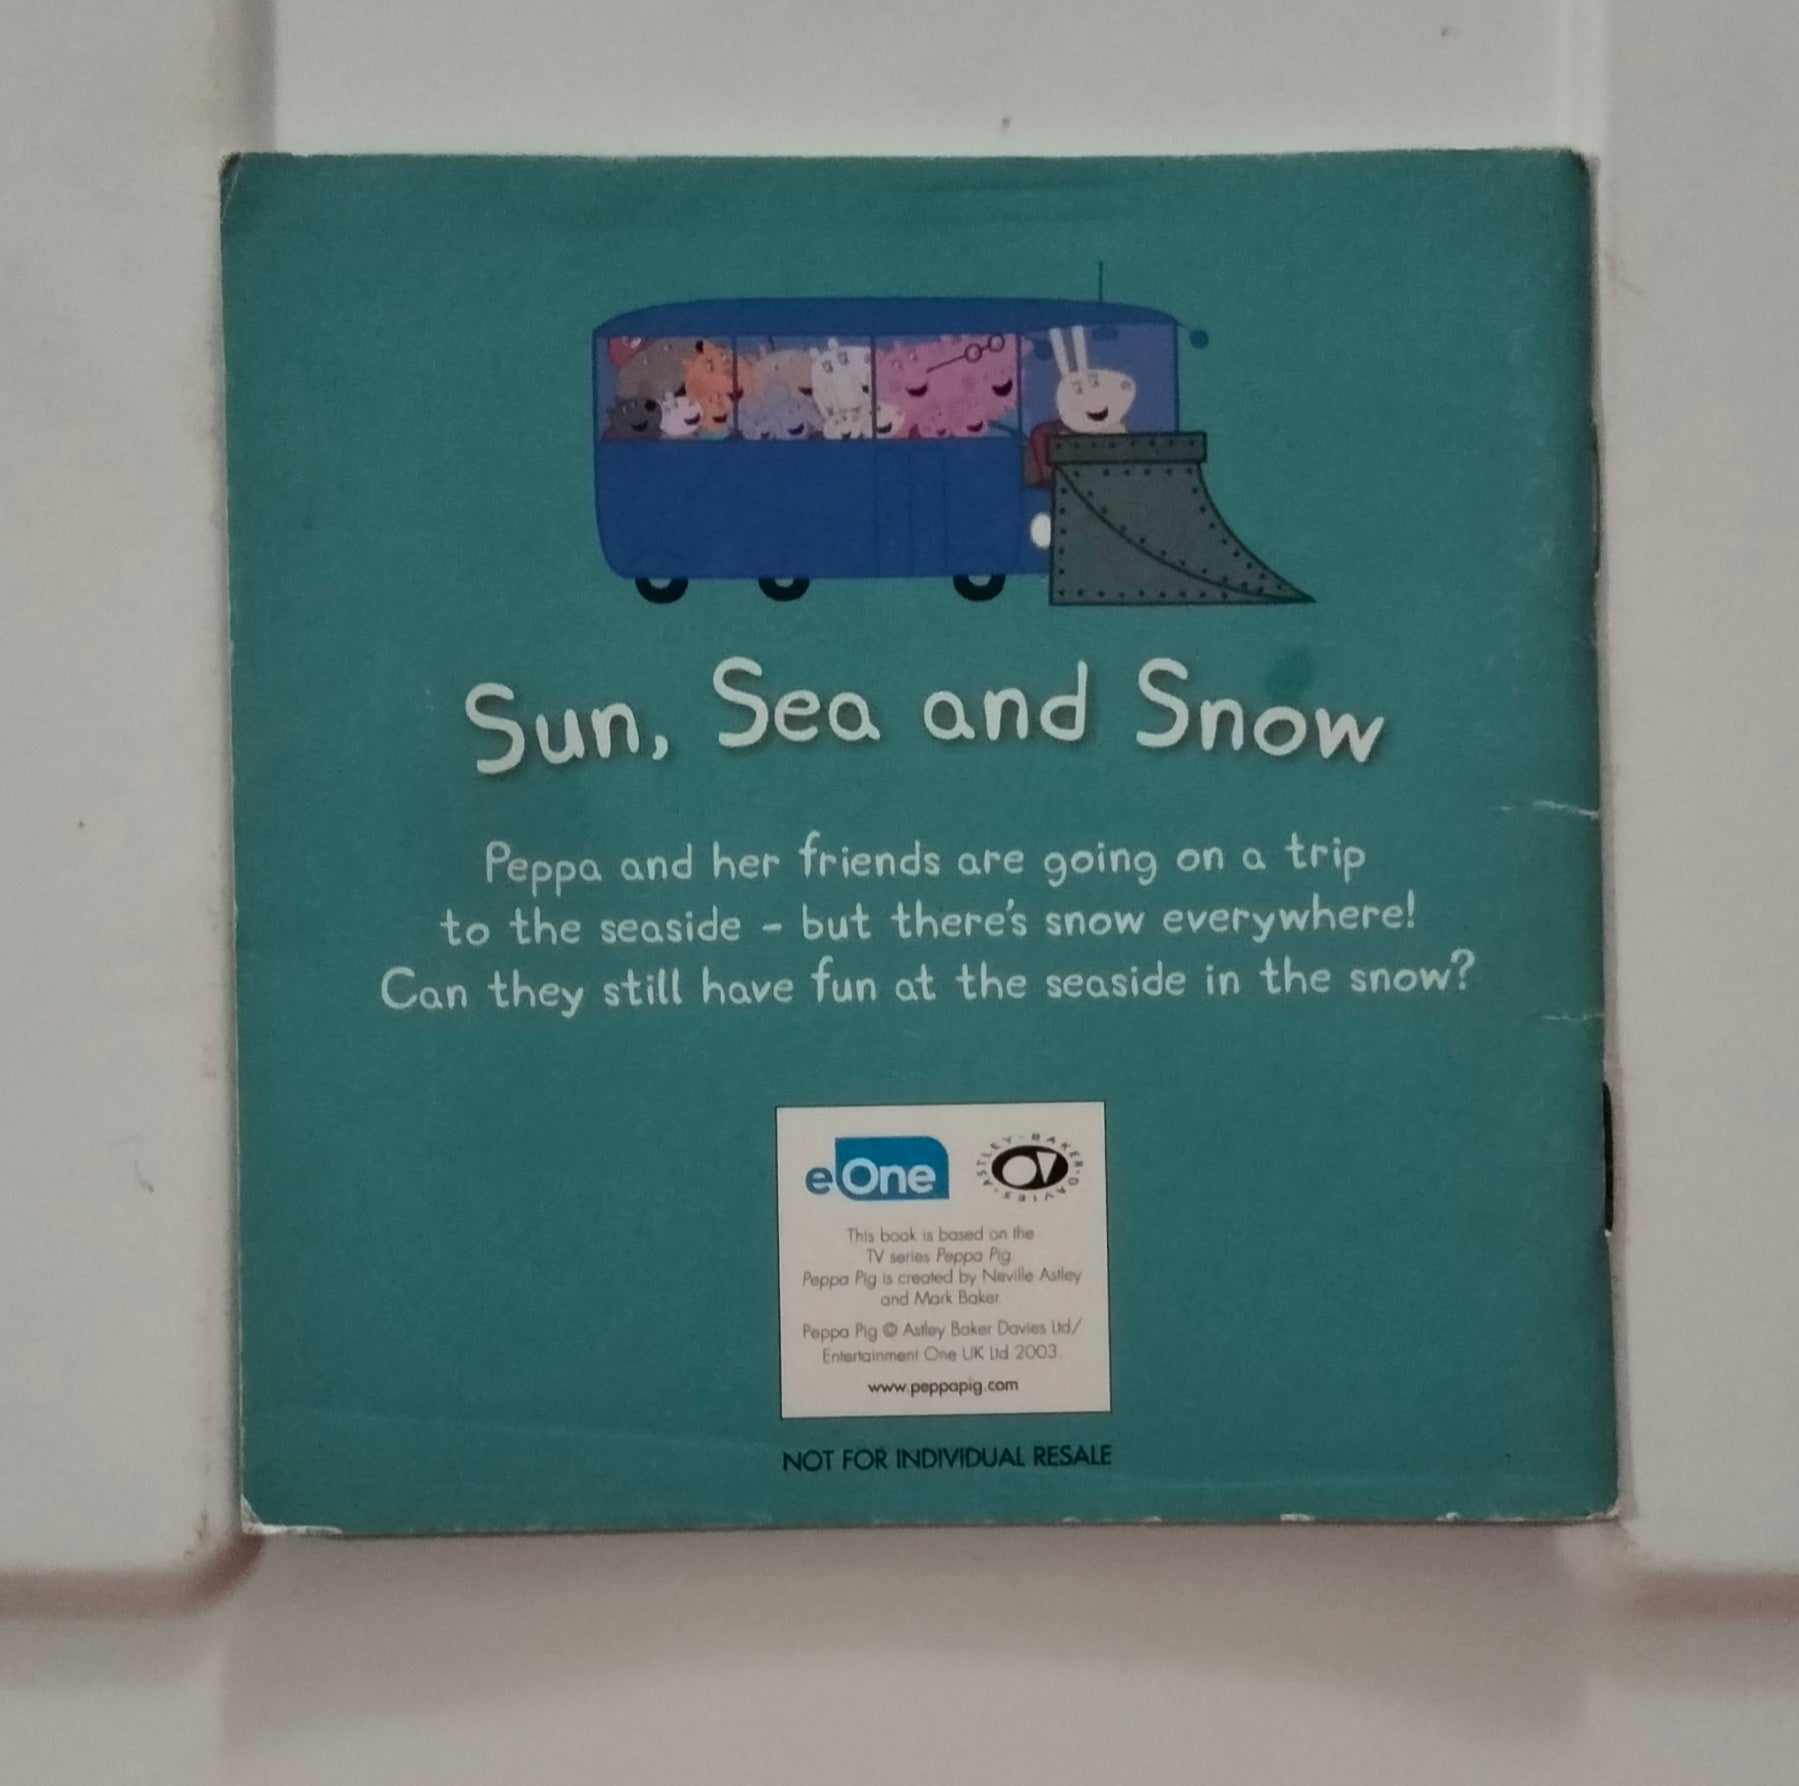 Sun, Sea and Snow
Peppa and her friends are going on a trip
to the seaside – but there's snow everywhere!
Can they still have fun at the seaside in the snow?
eOne
ASTLEY·BAKER·DAVIES
This book is based on the
TV series Peppa Pig.
Peppa Pig is created by Neville Astley
and Mark Baker.
Peppa Pig © Astley Baker Davies Ltd/
Entertainment One UK Ltd 2003.
www.peppapig.com
NOT FOR INDIVIDUAL RESALE